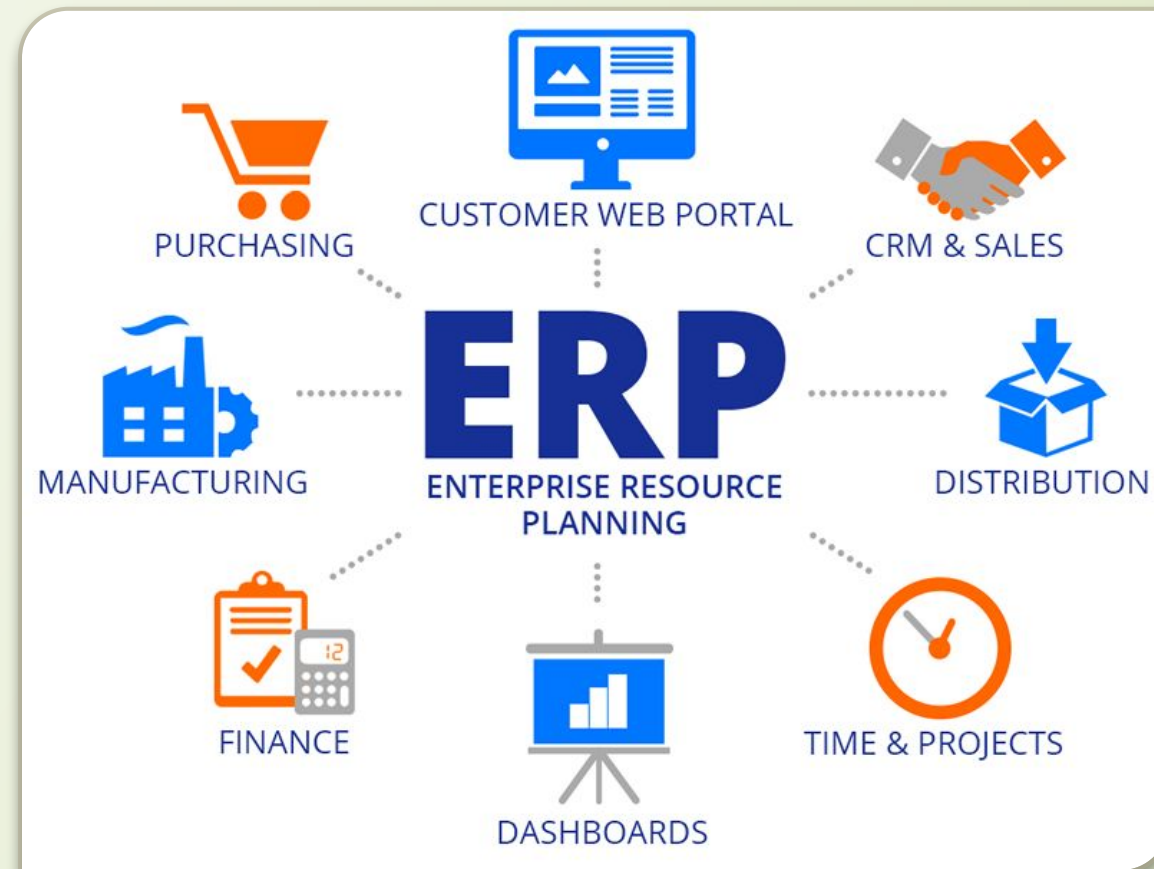 CUSTOMER WEB PORTAL
PURCHASING
CRM & SALES
ERP
ENTERPRISE RESOURCE
PLANNING
MANUFACTURING
DISTRIBUTION
12
FINANCE
TIME & PROJECTS
DASHBOARDS